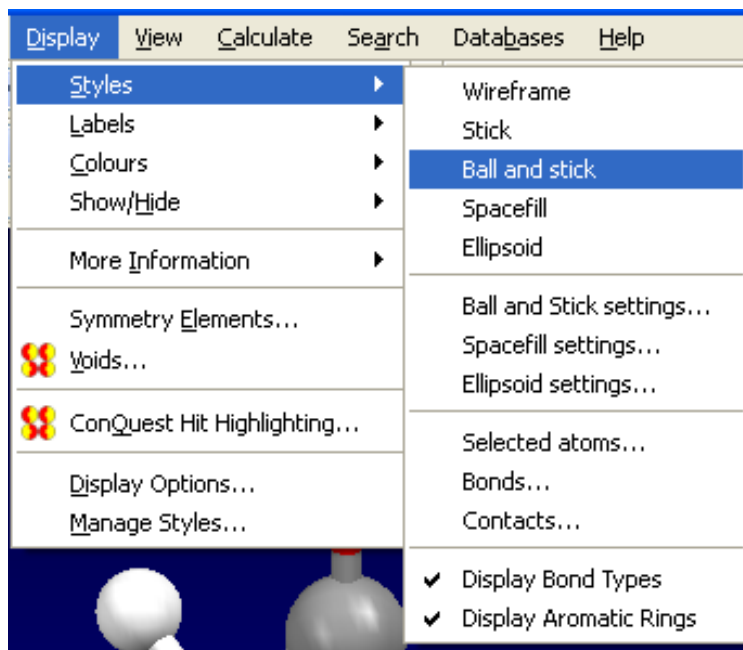 Display View Calculate Search Databases Help
Styles
Labels
Colours
Show/Hide
More Information
Symmetry Elements...
Voids...
ConQuest Hit Highlighting...
Display Options...
Manage Styles...
Wireframe
Stick
Ball and stick
Spacefill
Ellipsoid
Ball and Stick settings...
Spacefill settings...
Ellipsoid settings...
Selected atoms...
Bonds...
Contacts...
Display Bond Types
Display Aromatic Rings